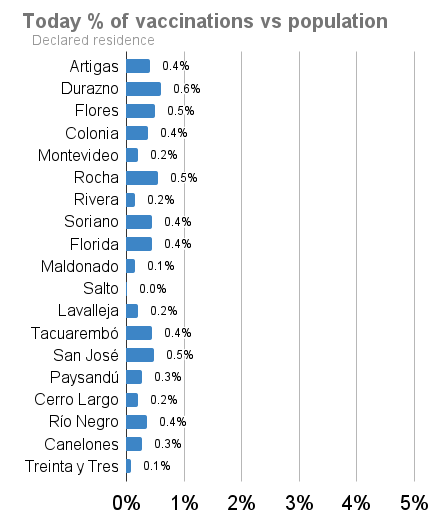 Today % of vaccinations vs population
Declared residence
Artigas 0.4%
Durazno 0.6%
Flores 0.5%
Colonia 0.4%
Montevideo 0.2%
Rocha 0.5%
Rivera 0.2%
Soriano 0.4%
Florida 0.4%
Maldonado 0.1%
Salto 0.0%
Lavalleja 0.2%
Tacuarembó 0.4%
San José 0.5%
Paysandú 0.3%
Cerro Largo 0.2%
Río Negro 0.4%
Canelones 0.3%
Treinta y Tres 0.1%
0% 1% 2% 3% 4% 5%